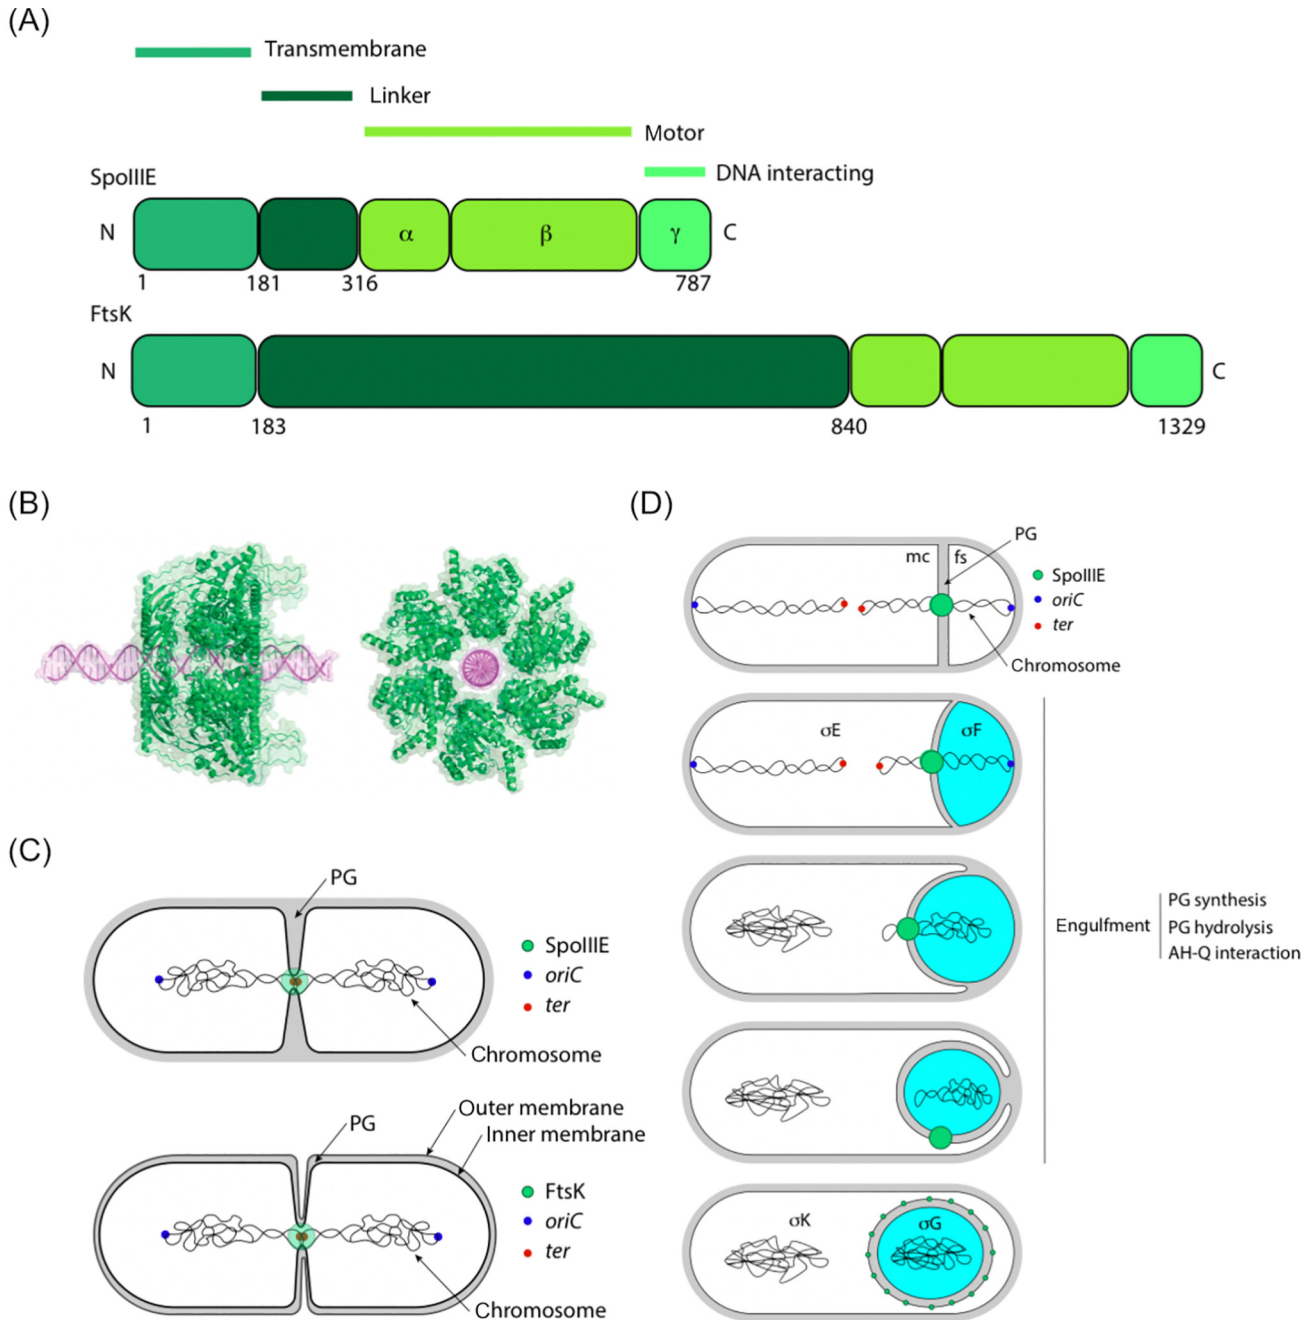 (A)
Transmembrane
Linker
Motor
DNA interacting
SpoIIIE
N α β γ C
1 181 316 787
FtsK
N C
1 183 840 1329
(B)
(C)
PG
SpoIIIE
oriC
ter
Chromosome
Outer membrane
Inner membrane
PG
FtsK
oriC
ter
Chromosome
(D)
PG
mc fs
SpoIIIE
oriC
ter
Chromosome
σE σF
Engulfment
PG synthesis
PG hydrolysis
AH-Q interaction
σK σG